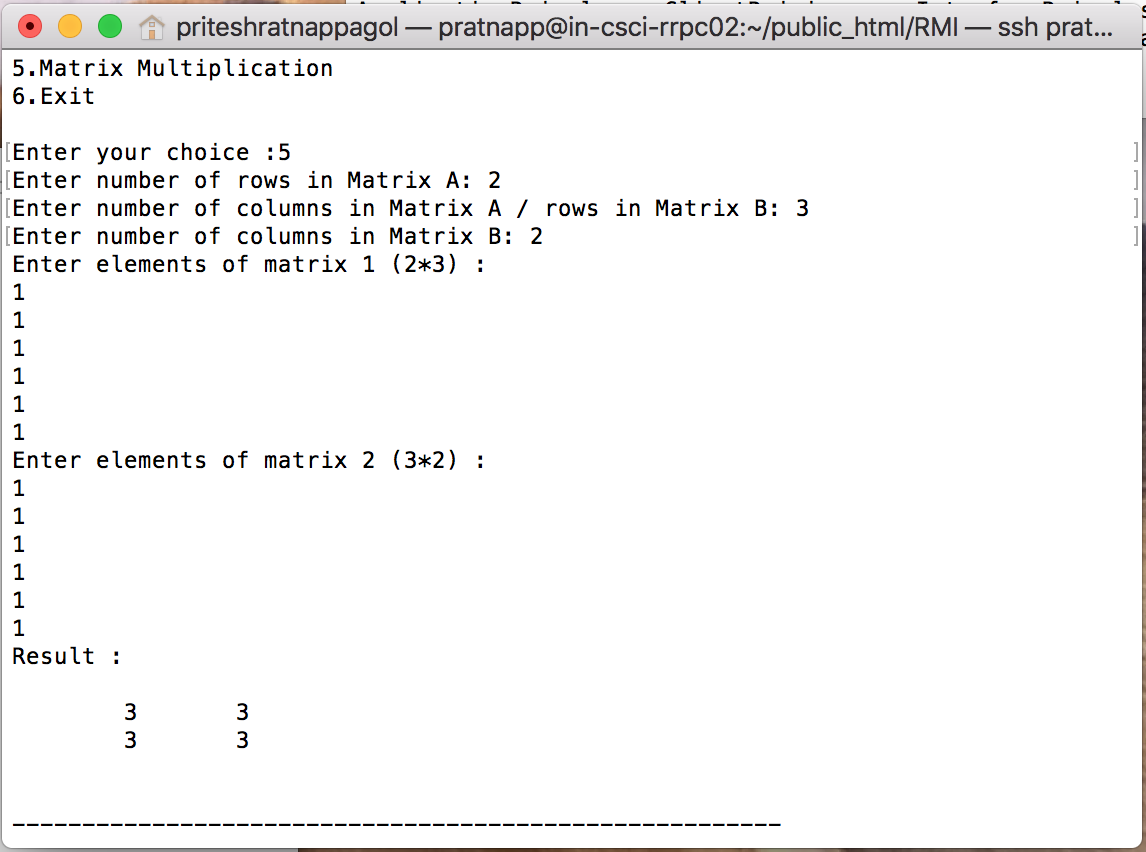 priteshratnappagol — pratnapp@in-csci-rrpc02:~/public_html/RMI — ssh prat...
5.Matrix Multiplication
6.Exit
[Enter your choice :5 ]
[Enter number of rows in Matrix A: 2 ]
[Enter number of columns in Matrix A / rows in Matrix B: 3 ]
[Enter number of columns in Matrix B: 2 ]
Enter elements of matrix 1 (2*3) :
1
1
1
1
1
1
Enter elements of matrix 2 (3*2) :
1
1
1
1
1
1
Result :
3 3
3 3
_______________________________________________________